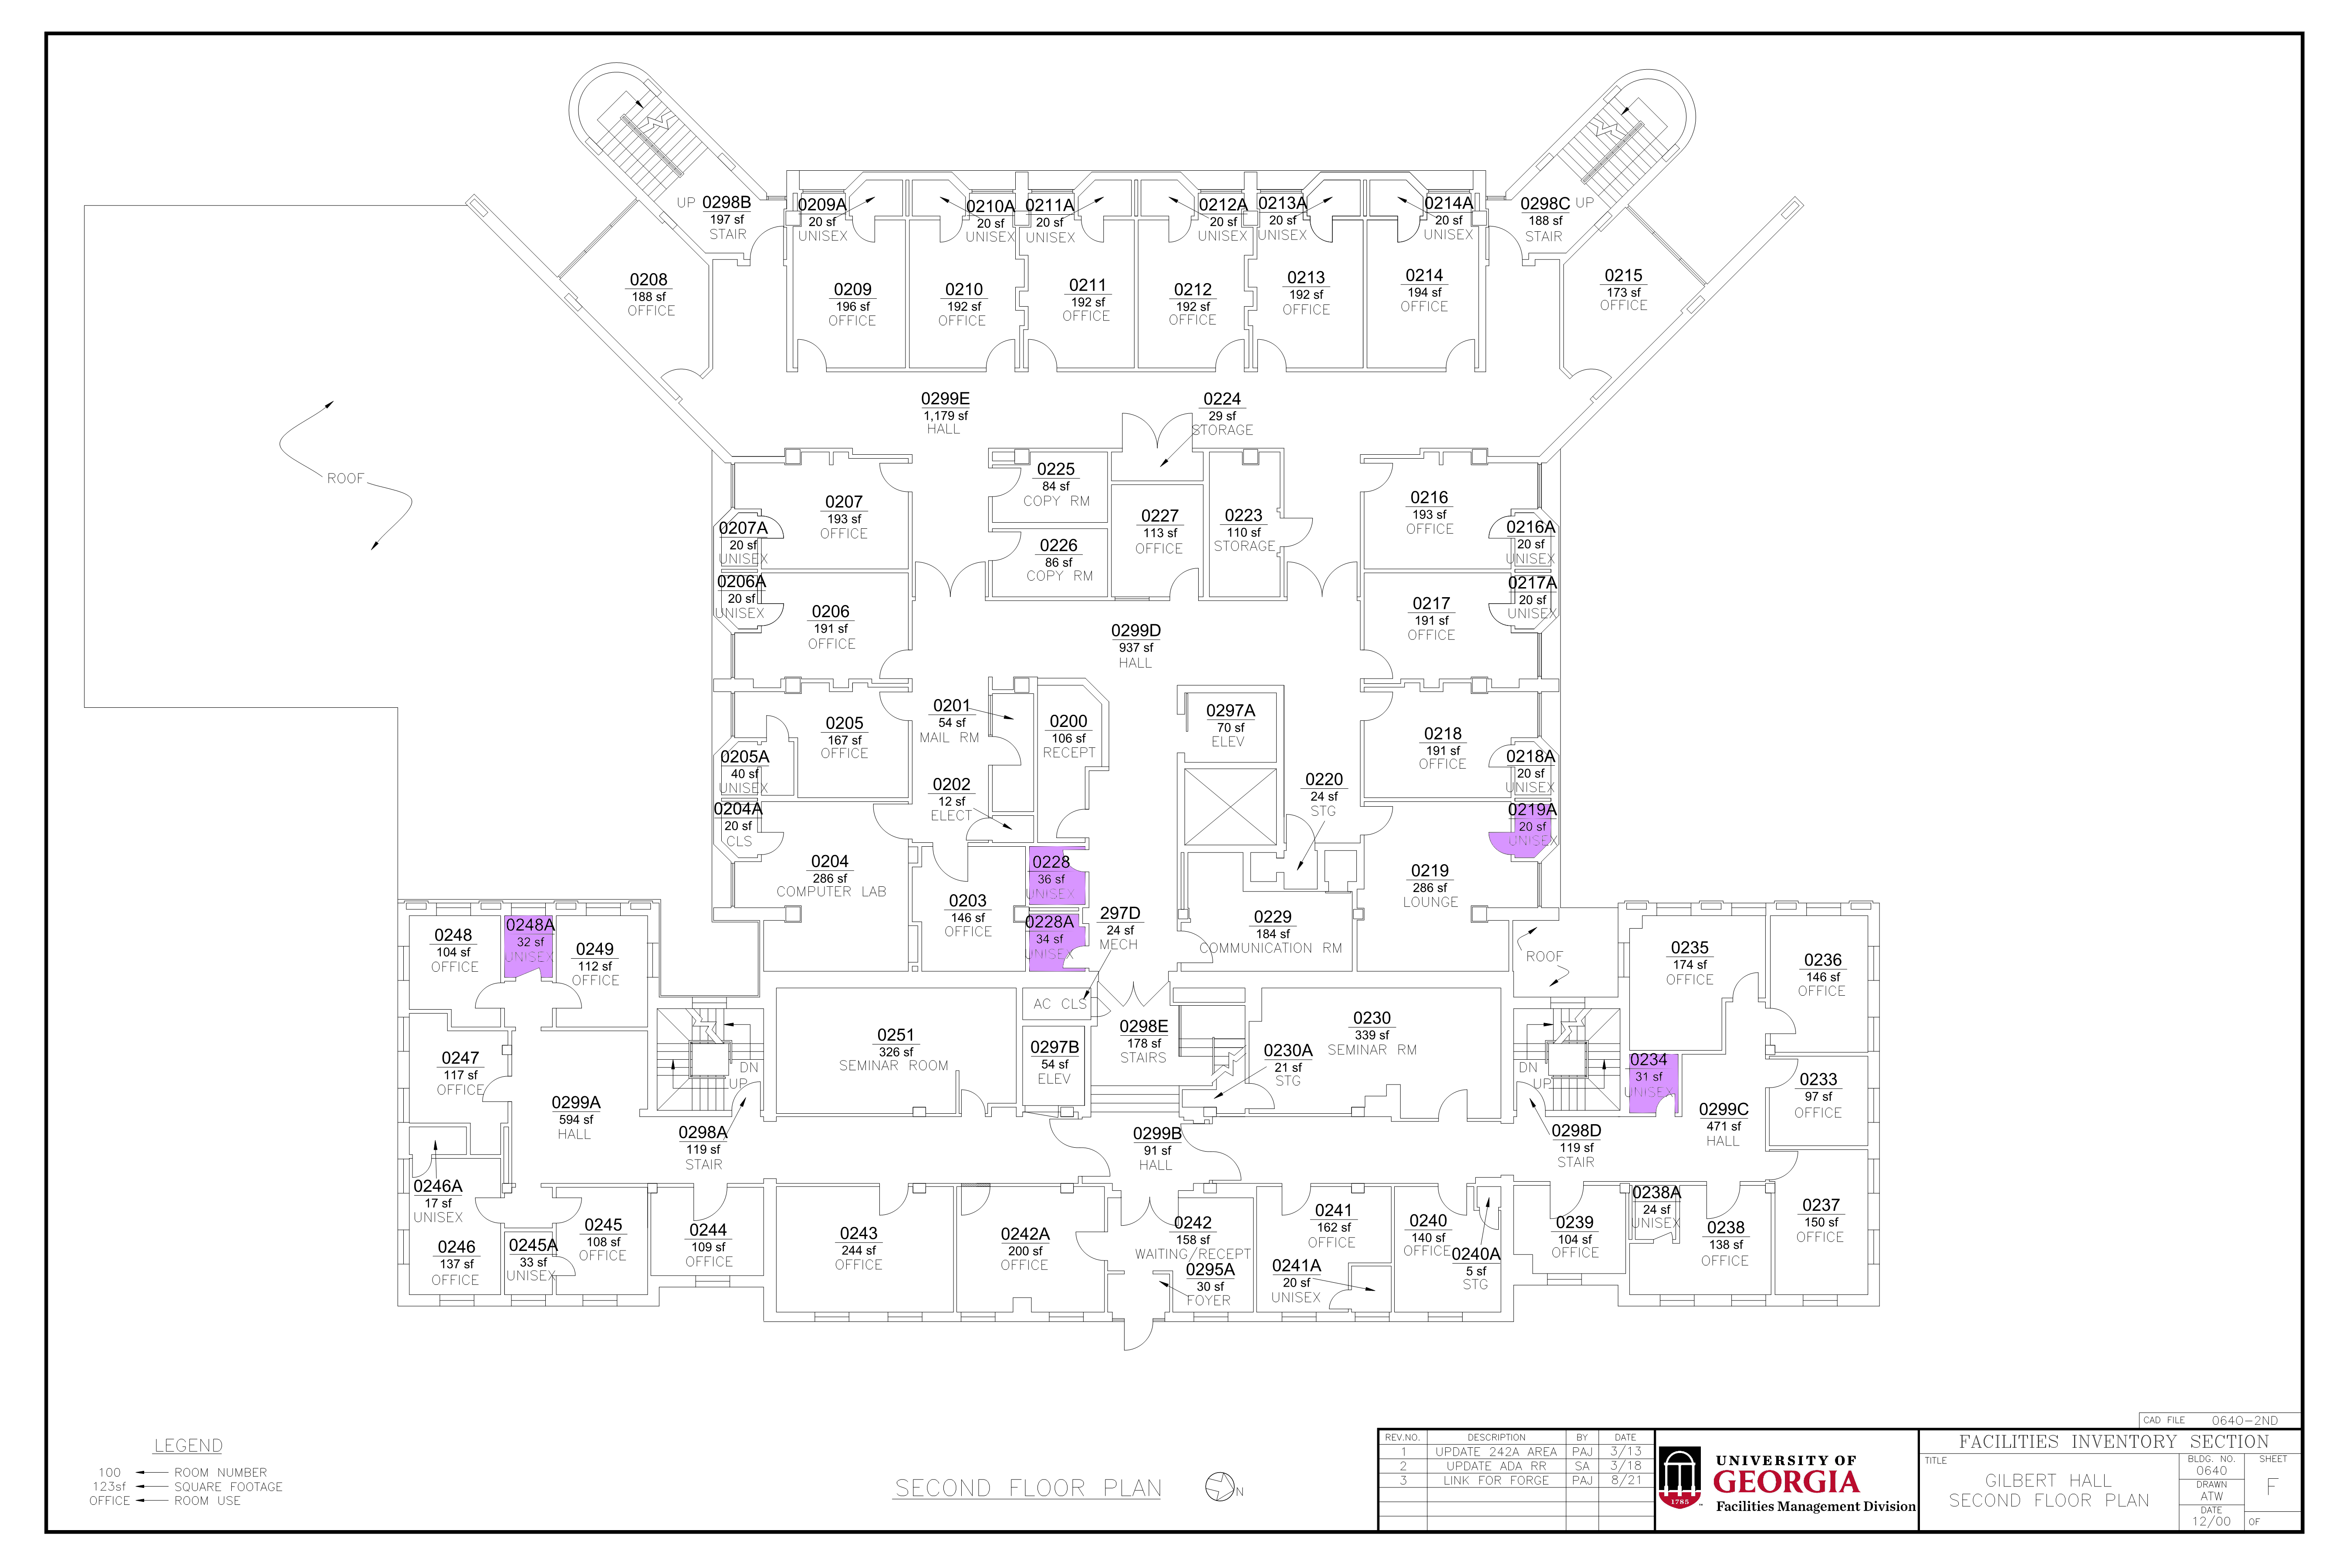 UP
0298B
197 sf
STAIR
0209A
20 sf
UNISEX
0210A
20 sf
UNISEX
0211A
20 sf
UNISEX
0212A
20 sf
UNISEX
0213A
20 sf
UNISEX
0214A
20 sf
UNISEX
0298C
188 sf
STAIR
UP
0208
188 sf
OFFICE
0209
196 sf
OFFICE
0210
192 sf
OFFICE
0211
192 sf
OFFICE
0212
192 sf
OFFICE
0213
192 sf
OFFICE
0214
194 sf
OFFICE
0215
173 sf
OFFICE
0299E
1,179 sf
HALL
0224
29 sf
STORAGE
ROOF
0207
193 sf
OFFICE
0225
84 sf
COPY RM
0227
113 sf
OFFICE
0223
110 sf
STORAGE
0216
193 sf
OFFICE
0207A
20 sf
UNISEX
0226
86 sf
COPY RM
0216A
20 sf
UNISEX
0206A
20 sf
UNISEX
0206
191 sf
OFFICE
0217
191 sf
OFFICE
0217A
20 sf
UNISEX
0299D
937 sf
HALL
0205
167 sf
OFFICE
0201
54 sf
MAIL RM
0200
106 sf
RECEPT
0297A
70 sf
ELEV
0218
191 sf
OFFICE
0205A
40 sf
UNISEX
0218A
20 sf
UNISEX
0202
12 sf
ELECT
0220
24 sf
STG
0204A
20 sf
CLS
0219A
20 sf
UNISEX
0204
286 sf
COMPUTER LAB
0228
36 sf
UNISEX
0219
286 sf
LOUNGE
0203
146 sf
OFFICE
0228A
34 sf
UNISEX
297D
24 sf
MECH
0229
184 sf
COMMUNICATION RM
0248
104 sf
OFFICE
0248A
32 sf
UNISEX
0249
112 sf
OFFICE
ROOF
0235
174 sf
OFFICE
0236
146 sf
OFFICE
AC CLS
0251
326 sf
SEMINAR ROOM
0298E
178 sf
STAIRS
0230
339 sf
SEMINAR RM
0297B
54 sf
ELEV
0230A
21 sf
STG
0247
117 sf
OFFICE
DN
UP
DN
UP
0234
31 sf
UNISEX
0233
97 sf
OFFICE
0299A
594 sf
HALL
0299C
471 sf
HALL
0298A
119 sf
STAIR
0299B
91 sf
HALL
0298D
119 sf
STAIR
0246A
17 sf
UNISEX
0246
137 sf
OFFICE
0245A
33 sf
UNISEX
0245
108 sf
OFFICE
0244
109 sf
OFFICE
0243
244 sf
OFFICE
0242A
200 sf
OFFICE
0242
158 sf
WAITING/RECEPT
0295A
30 sf
FOYER
0241
162 sf
OFFICE
0241A
20 sf
UNISEX
0240
140 sf
OFFICE
0240A
5 sf
STG
0239
104 sf
OFFICE
0238A
24 sf
UNISEX
0238
138 sf
OFFICE
0237
150 sf
OFFICE
LEGEND
100 ROOM NUMBER
123sf SQUARE FOOTAGE
OFFICE ROOM USE
SECOND FLOOR PLAN
N
CAD FILE 0640-2ND
REV.NO. DESCRIPTION BY DATE
1 UPDATE 242A AREA PAJ 3/13
2 UPDATE ADA RR SA 3/18
3 LINK FOR FORGE PAJ 8/21
1785
UNIVERSITY OF
GEORGIA
Facilities Management Division
FACILITIES INVENTORY SECTION
TITLE
GILBERT HALL
SECOND FLOOR PLAN
BLDG. NO.
0640
DRAWN
ATW
DATE
12/00
SHEET
F
OF